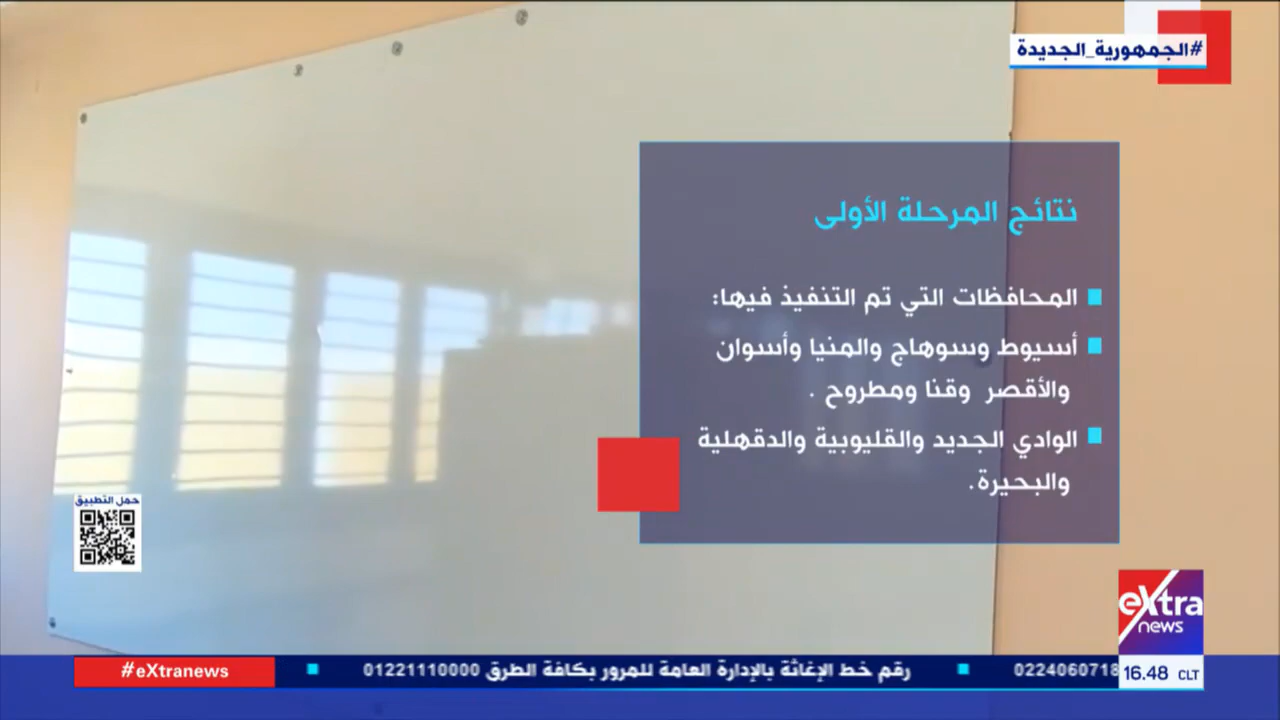 #الجمهورية_الجديدة
نتائج المرحلة الأولى
المحافظات التي تم التنفيذ فيها:
أسيوط وسوهاج والمنيا وأسوان
والأقصر وقنا ومطروح .
الوادي الجديد والقليوبية والدقهلية
والبحيرة.
حمل التطبيق
eXtra
news
#eXtranews
رقم خط الإغاثة بالإدارة العامة للمرور بكافة الطرق 01221110000
0224060718
16.48 CLT